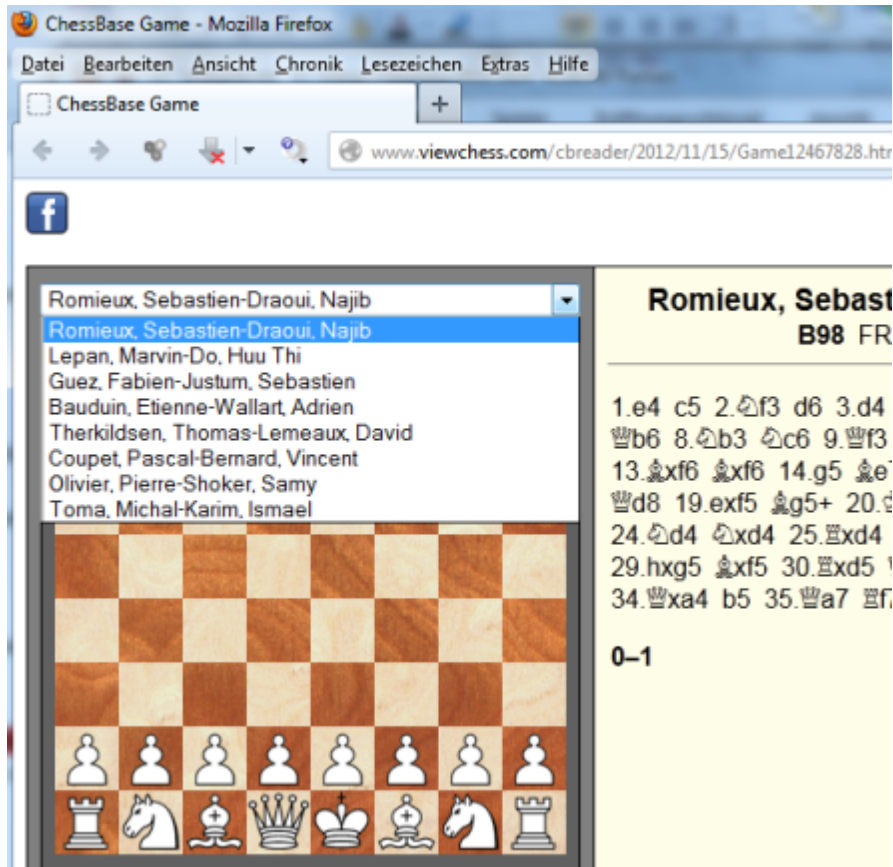 ChessBase Game - Mozilla Firefox
Datei Bearbeiten Ansicht Chronik Lesezeichen Extras Hilfe
ChessBase Game +
www.viewchess.com/cbreader/2012/11/15/Game12467828.htm
f
Romieux, Sebastien-Draoui, Najib
Romieux, Sebastien-Draoui, Najib
Lepan, Marvin-Do, Huu Thi
Guez, Fabien-Justum, Sebastien
Bauduin, Etienne-Wallart, Adrien
Therkildsen, Thomas-Lemeaux, David
Coupet, Pascal-Bernard, Vincent
Olivier, Pierre-Shoker, Samy
Toma, Michal-Karim, Ismael
Romieux, Sebast
B98 FR
1.e4 c5 2.♘f3 d6 3.d4
♕b6 8.♘b3 ♘c6 9.♕f3
13.♗xf6 ♗xf6 14.g5 ♗e7
♕d8 19.exf5 ♗g5+ 20.♔
24.♘d4 ♘xd4 25.♖xd4
29.hxg5 ♗xf5 30.♖xd5
34.♕xa4 b5 35.♕a7 ♖f7
0–1